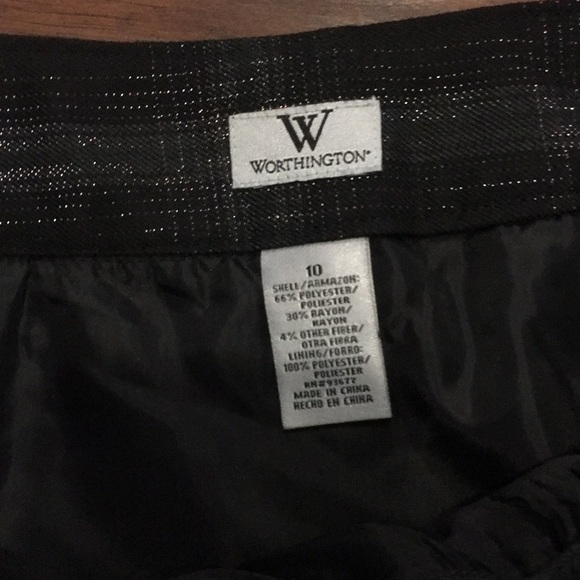 W
WORTHINGTON®
10
SHELL/ARMAZON:
66% POLYESTER/
POLIESTER
30% RAYON/
RAYON
4% OTHER FIBER/
OTRA FIBRA
LINING/FORRO:
100% POLYESTER/
POLIESTER
RN#93677
MADE IN CHINA
HECHO EN CHINA